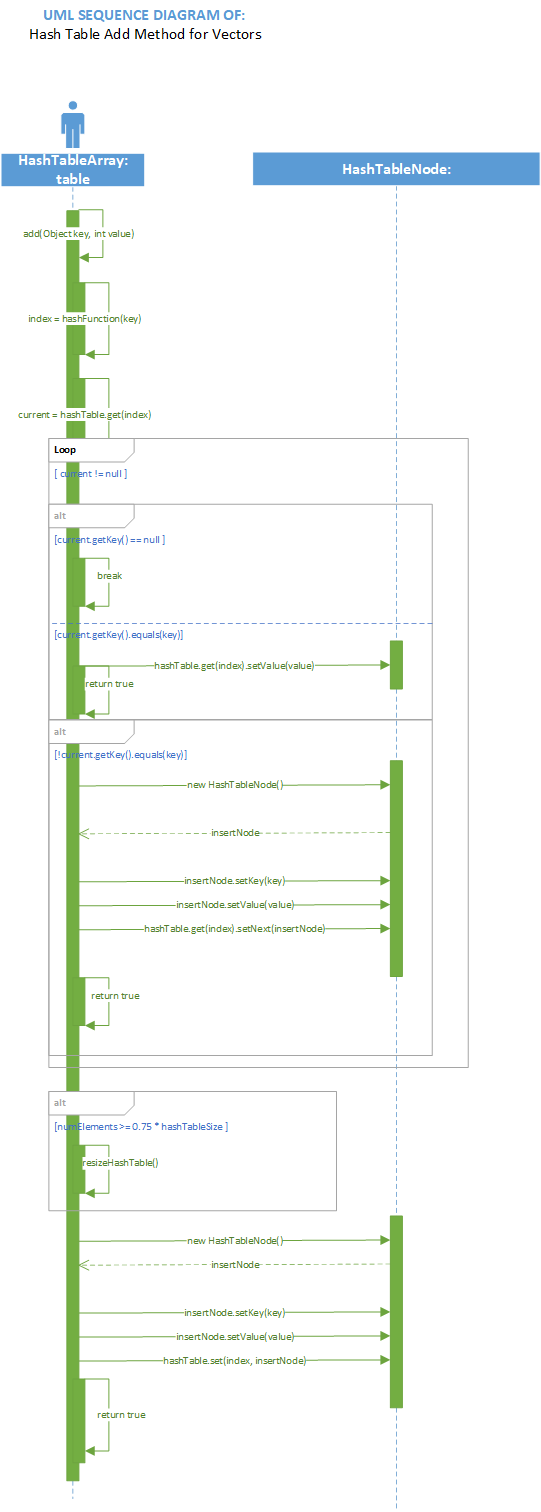 UML SEQUENCE DIAGRAM OF:
Hash Table Add Method for Vectors
HashTableArray:
table
HashTableNode:
add(Object key, int value)
index = hashFunction(key)
current = hashTable.get(index)
Loop
[ current != null ]
alt
[current.getKey() == null ]
break
[current.getKey().equals(key)]
hashTable.get(index).setValue(value)
return true
alt
[!current.getKey().equals(key)]
new HashTableNode()
insertNode
insertNode.setKey(key)
insertNode.setValue(value)
hashTable.get(index).setNext(insertNode)
return true
alt
[numElements >= 0.75 * hashTableSize ]
resizeHashTable()
new HashTableNode()
insertNode
insertNode.setKey(key)
insertNode.setValue(value)
hashTable.set(index, insertNode)
return true